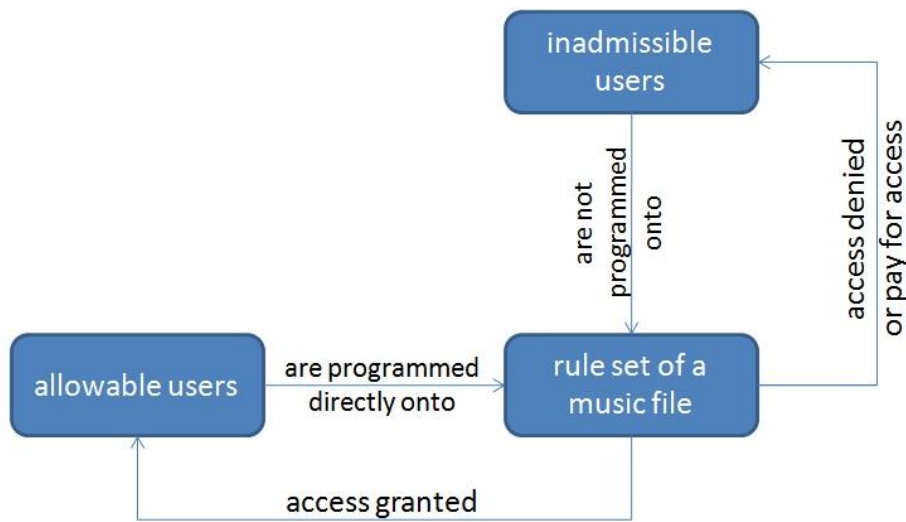 inadmissible
users
are not
programmed
onto
access denied
or pay for access
allowable users
are programmed
directly onto
rule set of a
music file
access granted